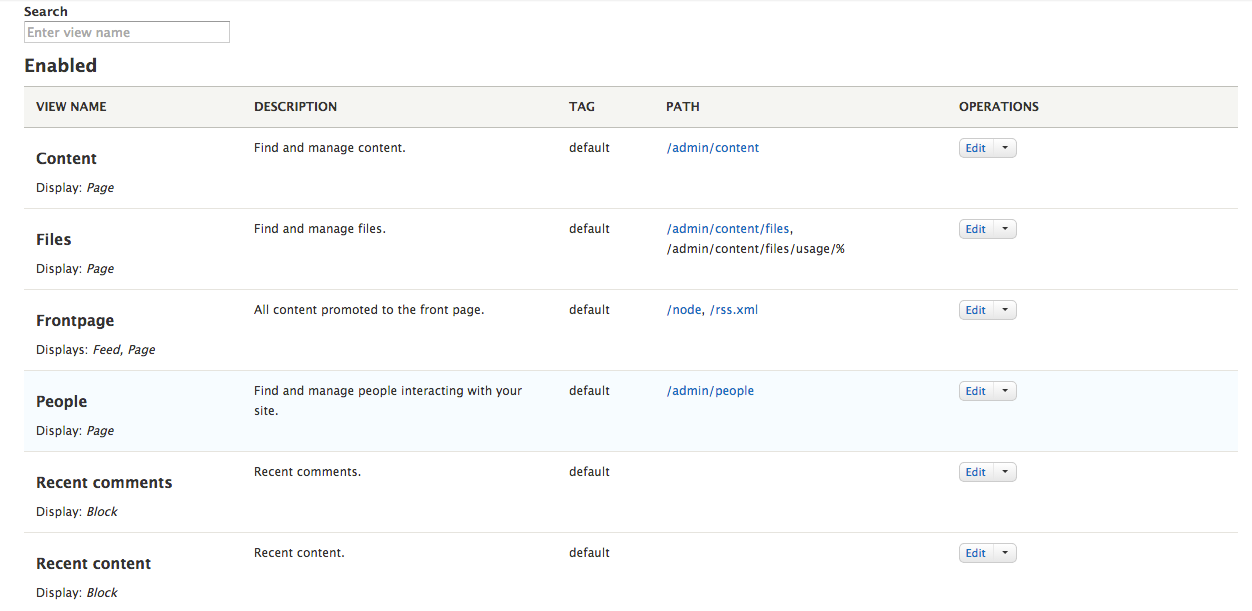 Search
Enter view name
Enabled
VIEW NAME DESCRIPTION TAG PATH OPERATIONS
Content
Display: Page
Find and manage content.
default
/admin/content
Edit
Files
Display: Page
Find and manage files.
default
/admin/content/files,
/admin/content/files/usage/%
Edit
Frontpage
Displays: Feed, Page
All content promoted to the front page.
default
/node, /rss.xml
Edit
People
Display: Page
Find and manage people interacting with your
site.
default
/admin/people
Edit
Recent comments
Display: Block
Recent comments.
default
Edit
Recent content
Display: Block
Recent content.
default
Edit